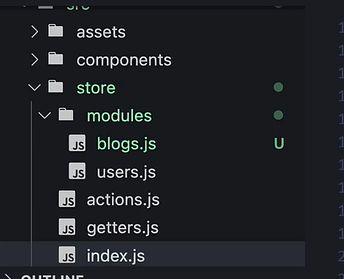 src
assets
components
store
modules
JS blogs.js U
JS users.js
JS actions.js
JS getters.js
JS index.js
OUTLINE